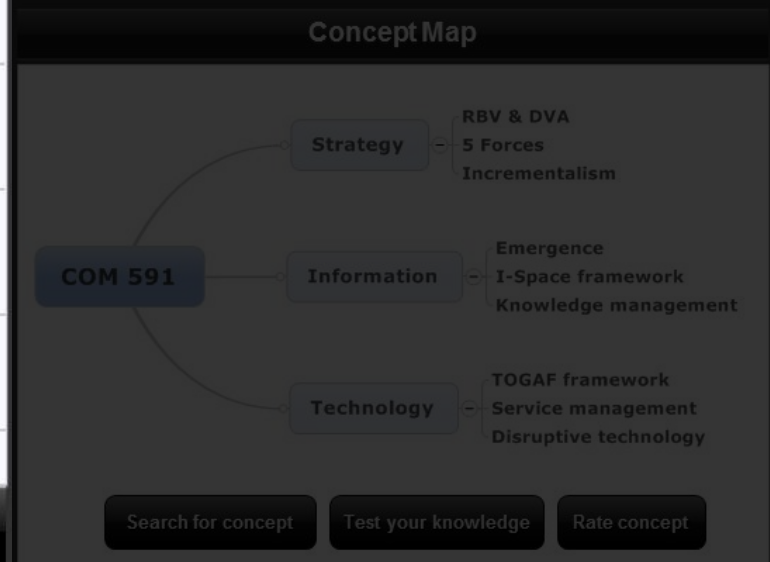 Concept Map
RBV & DVA
Strategy
5 Forces
Incrementalism
Emergence
COM 591
Information
I-Space framework
Knowledge management
TOGAF framework
Technology
Service management
Disruptive technology
Search for concept
Test your knowledge
Rate concept